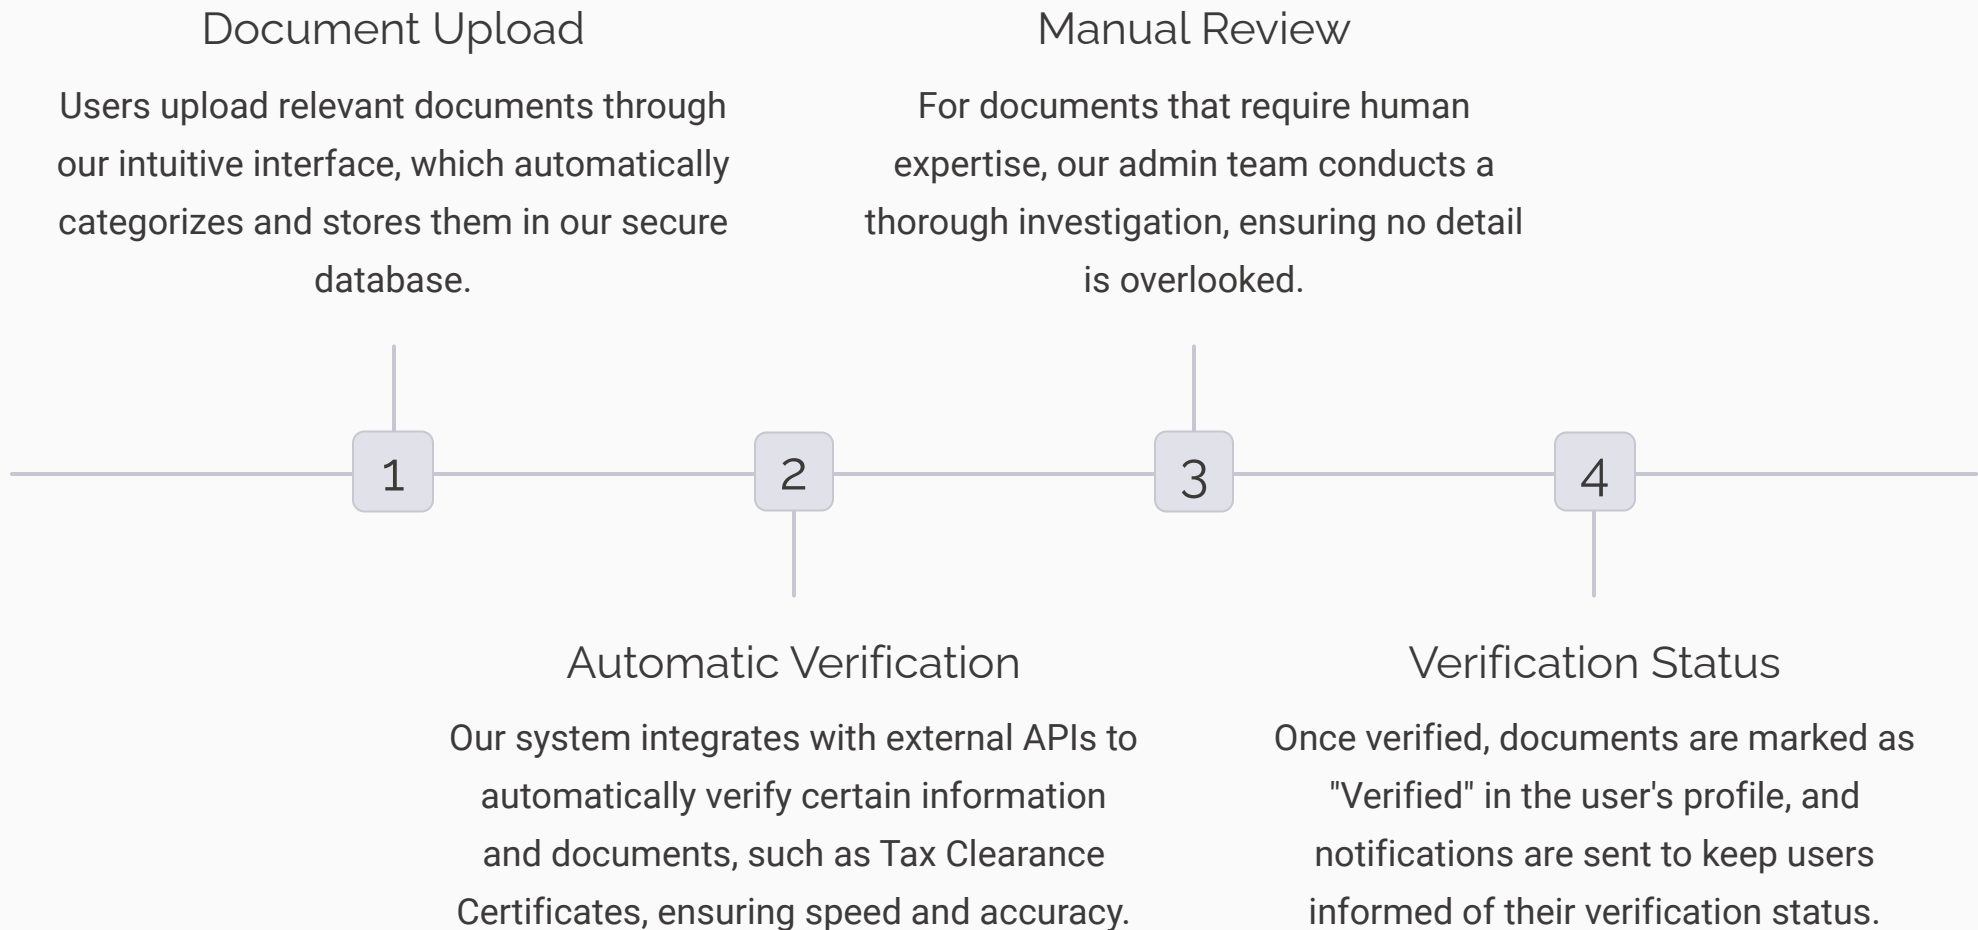 Document Upload
Users upload relevant documents through
our intuitive interface, which automatically
categorizes and stores them in our secure
database.
Manual Review
For documents that require human
expertise, our admin team conducts a
thorough investigation, ensuring no detail
is overlooked.
1
2
3
4
Automatic Verification
Our system integrates with external APIs to
automatically verify certain information
and documents, such as Tax Clearance
Certificates, ensuring speed and accuracy.
Verification Status
Once verified, documents are marked as
"Verified" in the user's profile, and
notifications are sent to keep users
informed of their verification status.